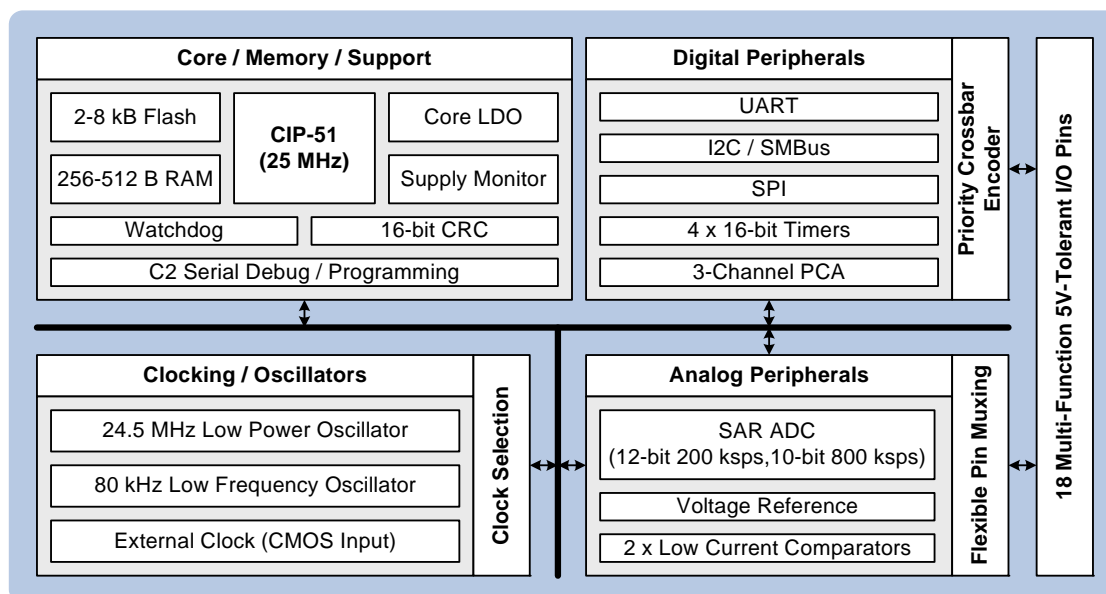 Core / Memory / Support
2-8 kB Flash
CIP-51
(25 MHz)
Core LDO
256-512 B RAM
Supply Monitor
Watchdog
16-bit CRC
C2 Serial Debug / Programming
Digital Peripherals
UART
I2C / SMBus
SPI
4 x 16-bit Timers
3-Channel PCA
Priority Crossbar
Encoder
18 Multi-Function 5V-Tolerant I/O Pins
Clocking / Oscillators
24.5 MHz Low Power Oscillator
80 kHz Low Frequency Oscillator
External Clock (CMOS Input)
Clock Selection
Analog Peripherals
SAR ADC
(12-bit 200 ksps,10-bit 800 ksps)
Voltage Reference
2 x Low Current Comparators
Flexible Pin Muxing